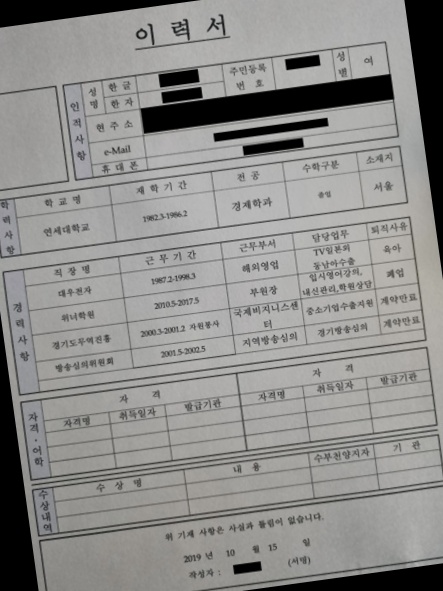 이 력 서
인적사항
성명 한글 주민등록번호 성별 여
한자
현주소
e-Mail
휴대폰
학력사항
학교명 재학기간 전공 수학구분 소재지
연세대학교 1982.3-1986.2 경제학과 졸업 서울
경력사항
직장명 근무기간 근무부서 담당업무 퇴직사유
대우전자 1987.2-1998.3 해외영업 TV일본외 동남아수출 육아
위너학원 2010.5-2017.5 부원장 입시영어강의, 내신관리,학원상담 폐업
경기도무역진흥 2000.3-2001.2 자원봉사 국제비지니스센터 중소기업수출지원 계약만료
방송심의위원회 2001.5-2002.5 지역방송심의 경기방송심의 계약만료
자격·어학
자격 자격
자격명 취득일자 발급기관 자격명 취득일자 발급기관
수상내역
수상명 내용 수부천양지자 기관
위 기재 사항은 사실과 틀림이 없습니다.
2019 년 10 월 15 일
작성자 : (서명)